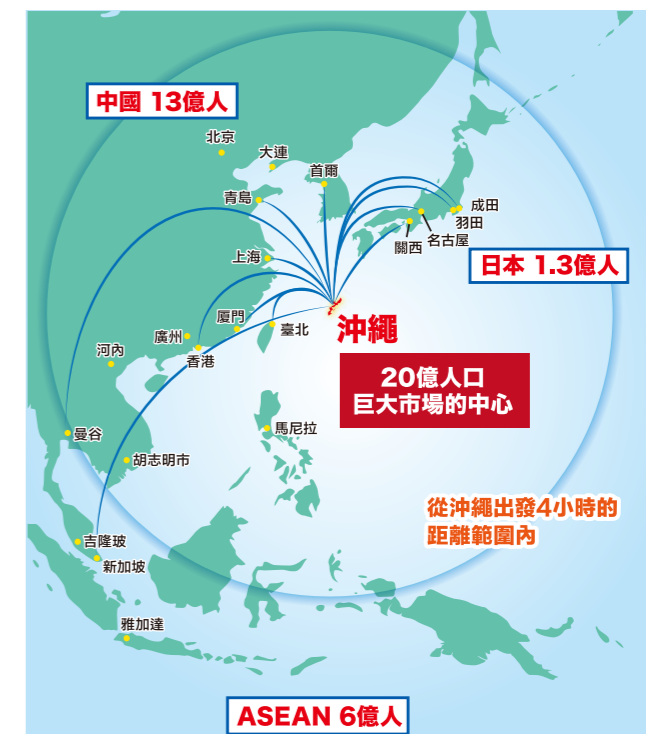 中國 13億人
北京
大連
首爾
青島
成田
羽田
名古屋
關西
上海
日本 1.3億人
沖繩
廈門
臺北
廣州
香港
河內
20億人口
巨大市場的中心
馬尼拉
曼谷
胡志明市
從沖繩出發4小時的
距離範圍內
吉隆玻
新加坡
雅加達
ASEAN 6億人